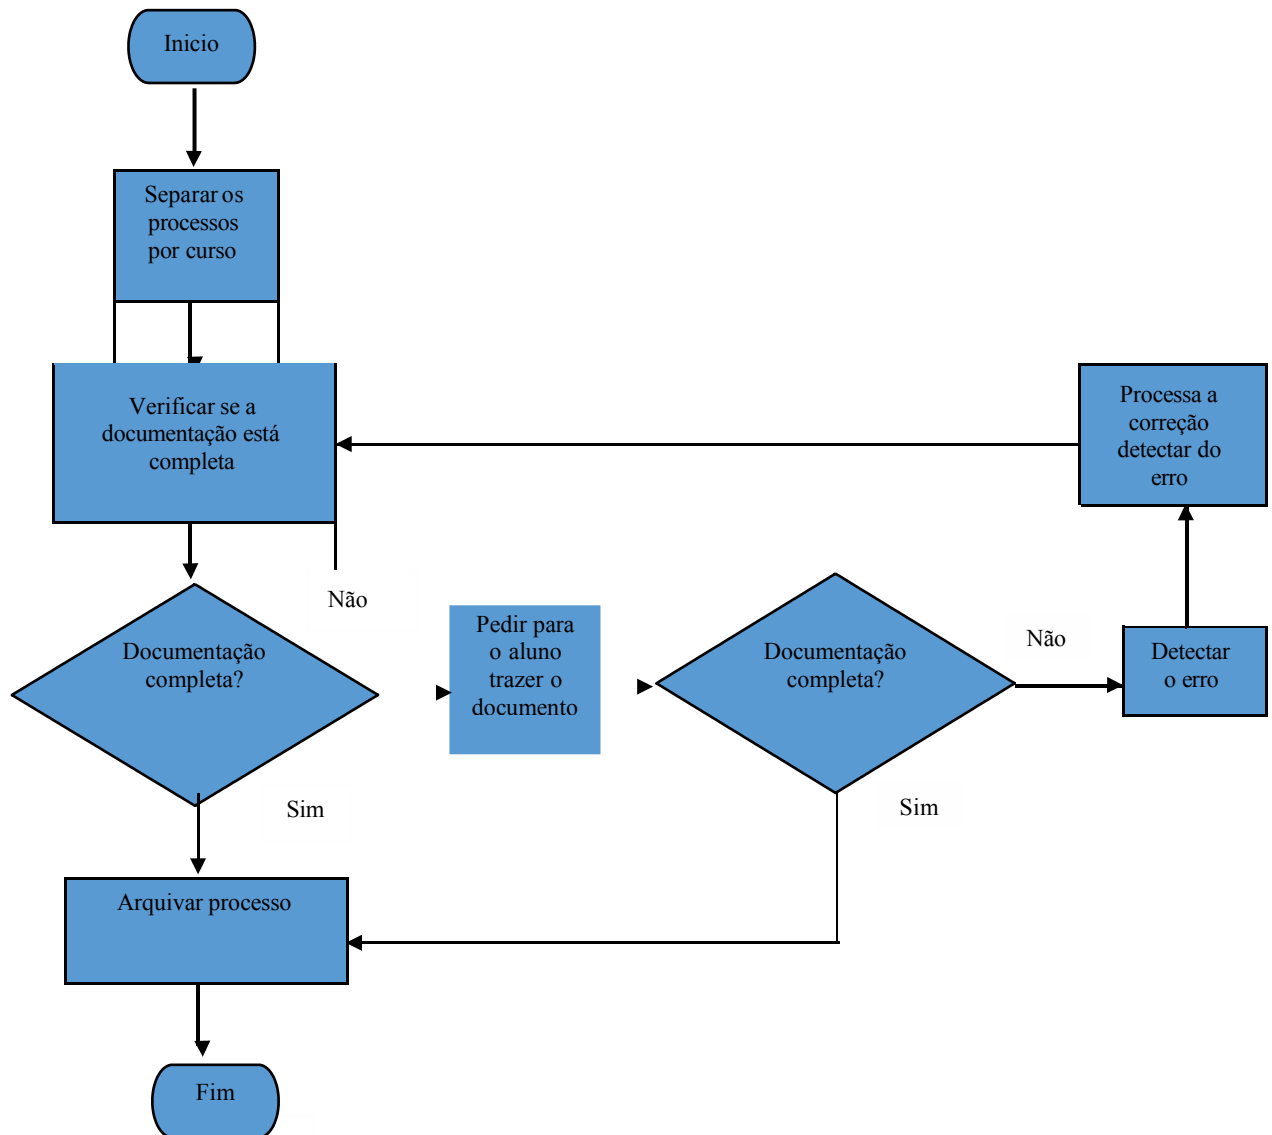 Inicio
Separar os
processos
por curso
Verificar se a
documentação está
completa
Processa a
correção
detectar do
erro
Não
Documentação
completa?
Pedir para
o aluno
trazer o
documento
Documentação
completa?
Não
Detectar
o erro
Sim
Sim
Arquivar processo
Fim